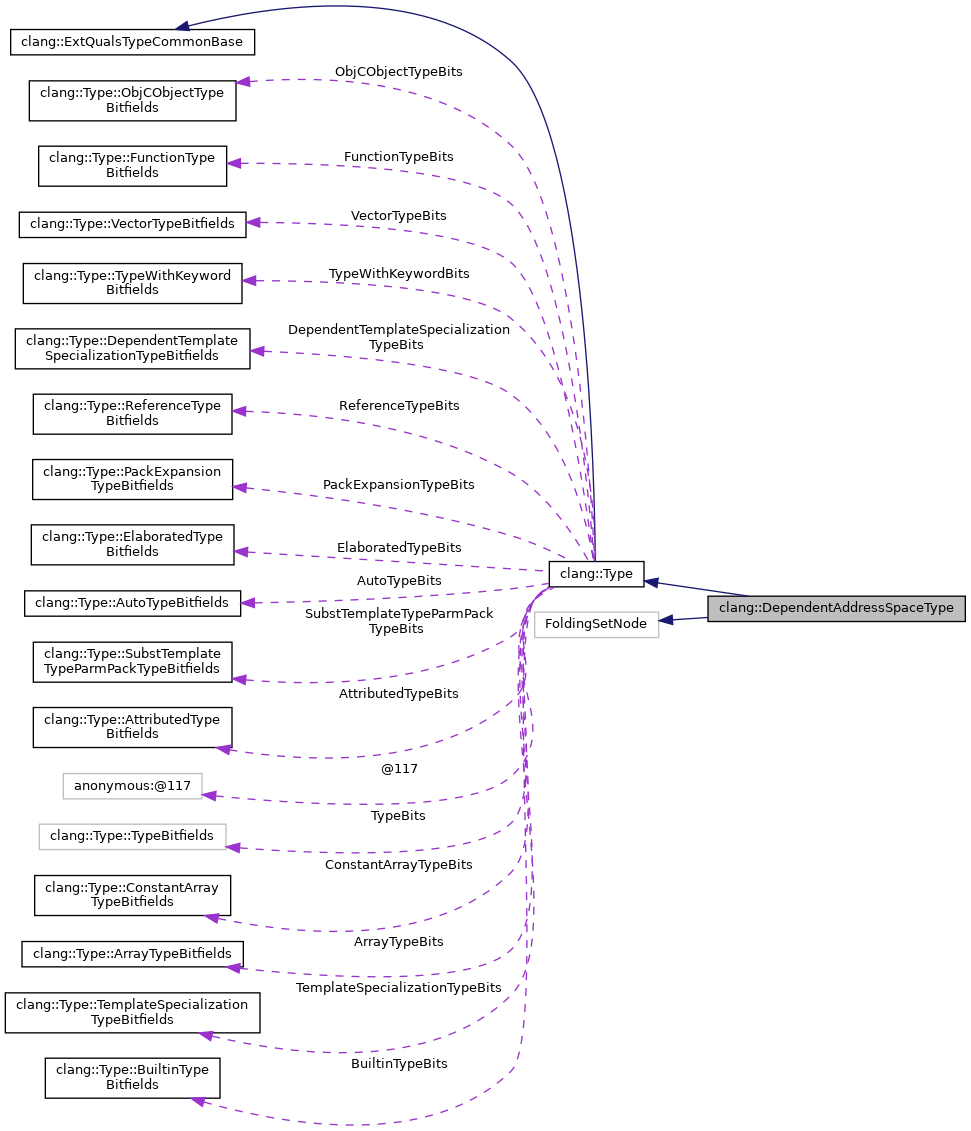 clang::ExtQualsTypeCommonBase
ObjCObjectTypeBits
clang::Type::ObjCObjectType
Bitfields
FunctionTypeBits
clang::Type::FunctionType
Bitfields
VectorTypeBits
clang::Type::VectorTypeBitfields
TypeWithKeywordBits
clang::Type::TypeWithKeyword
Bitfields
DependentTemplateSpecialization
TypeBits
clang::Type::DependentTemplate
SpecializationTypeBitfields
ReferenceTypeBits
clang::Type::ReferenceType
Bitfields
PackExpansionTypeBits
clang::Type::PackExpansion
TypeBitfields
ElaboratedTypeBits
clang::Type::ElaboratedType
Bitfields
clang::Type
AutoTypeBits
clang::Type::AutoTypeBitfields
clang::DependentAddressSpaceType
SubstTemplateTypeParmPack
TypeBits
FoldingSetNode
clang::Type::SubstTemplate
TypeParmPackTypeBitfields
AttributedTypeBits
clang::Type::AttributedType
Bitfields
@117
anonymous:@117
TypeBits
clang::Type::TypeBitfields
ConstantArrayTypeBits
clang::Type::ConstantArray
TypeBitfields
ArrayTypeBits
clang::Type::ArrayTypeBitfields
TemplateSpecializationTypeBits
clang::Type::TemplateSpecialization
TypeBitfields
BuiltinTypeBits
clang::Type::BuiltinType
Bitfields